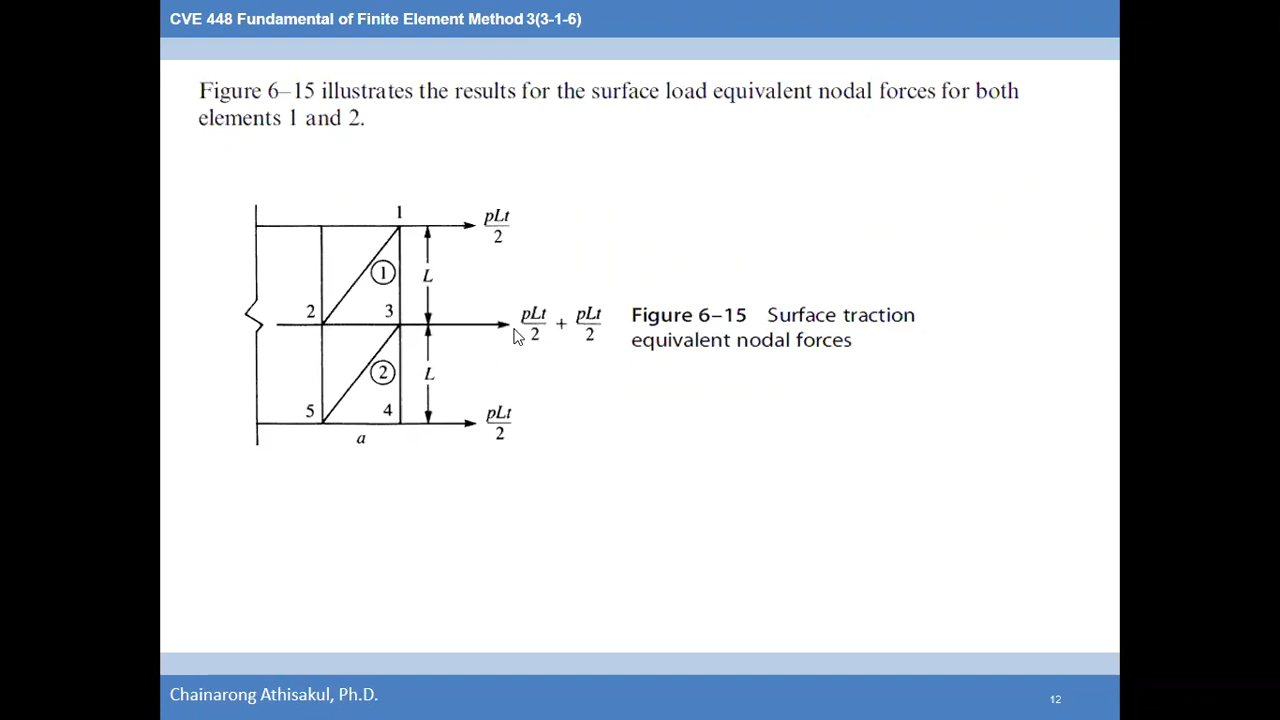 CVE 448 Fundamental of Finite Element Method 3(3-1-6)
Figure 6–15 illustrates the results for the surface load equivalent nodal forces for both
elements 1 and 2.
1
pLt
2
1
L
2
3
pLt
2
+
pLt
2
Figure 6–15 Surface traction
equivalent nodal forces
2
L
5
4
pLt
2
a
Chainarong Athisakul, Ph.D.
12